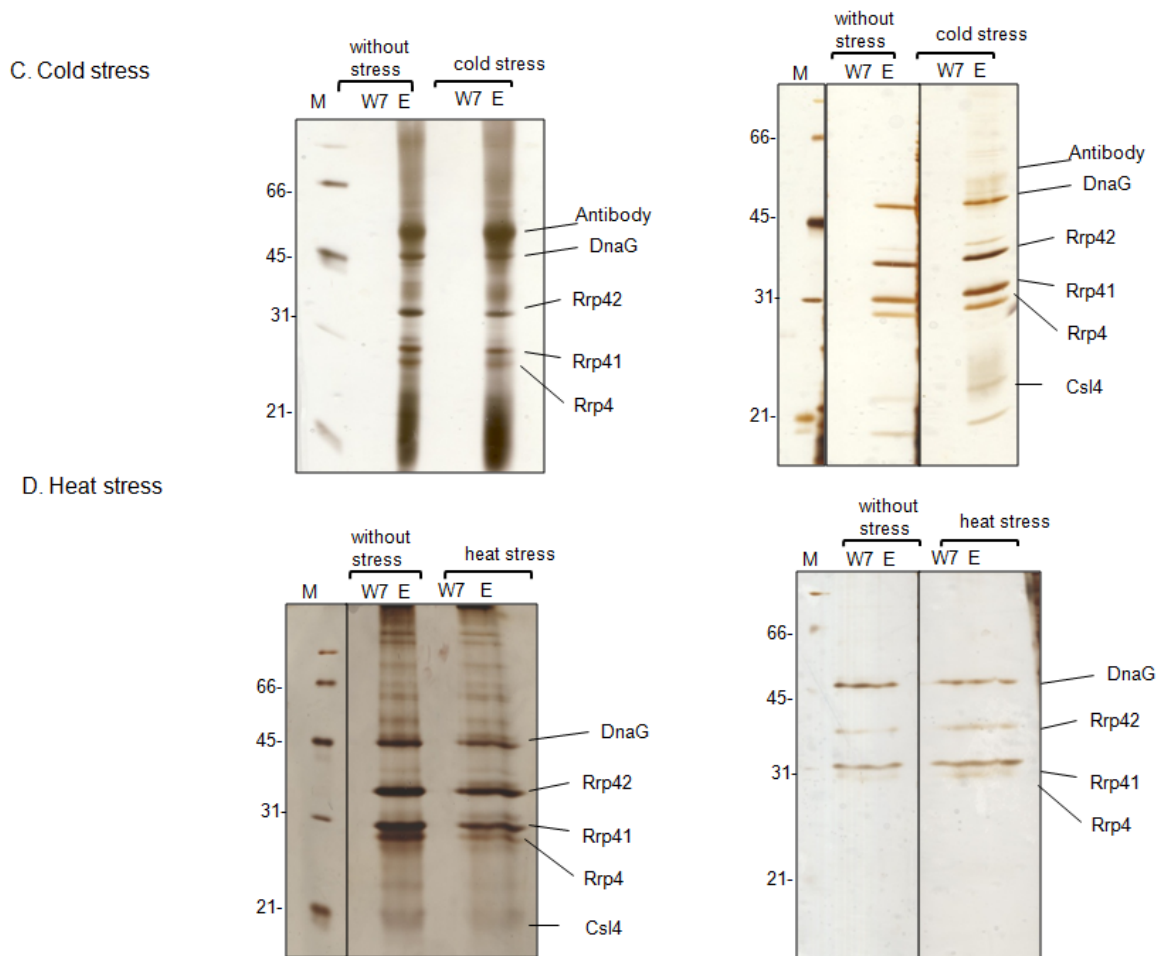 C. Cold stress
without
stress
cold stress
M
W7 E
W7 E
66-
45-
31-
21-
Antibody
DnaG
Rrp42
Rrp41
Rrp4
without
stress
cold stress
M
W7 E
W7 E
66-
45-
31-
21-
Antibody
DnaG
Rrp42
Rrp41
Rrp4
Csl4
D. Heat stress
without
stress
heat stress
M
W7 E
W7 E
66-
45-
31-
21-
DnaG
Rrp42
Rrp41
Rrp4
Csl4
without
stress
heat stress
M
W7 E
W7 E
66-
45-
31-
21-
DnaG
Rrp42
Rrp41
Rrp4